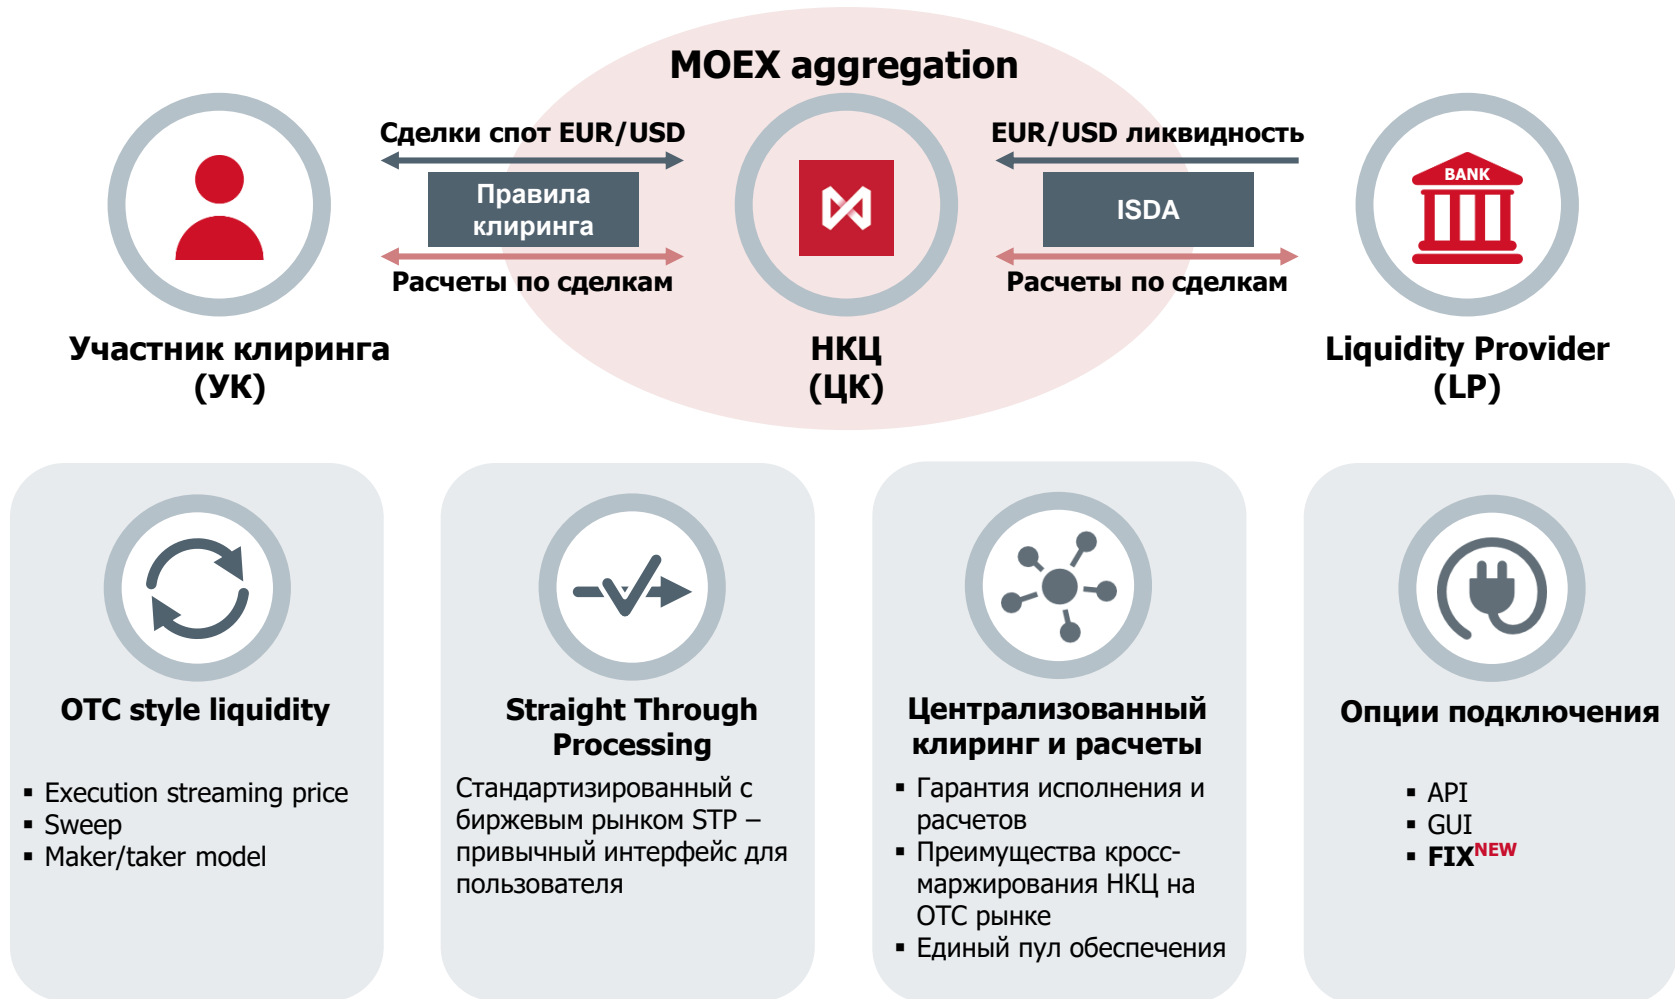 MOEX aggregation
Сделки спот EUR/USD
EUR/USD ликвидность
Правила
клиринга
ISDA
BANK
Расчеты по сделкам
Расчеты по сделкам
Участник клиринга
(УК)
НКЦ
(ЦК)
Liquidity Provider
(LP)
OTC style liquidity
▪ Execution streaming price
▪ Sweep
▪ Maker/taker model
Straight Through
Processing
Стандартизированный с
биржевым рынком STP –
привычный интерфейс для
пользователя
Централизованный
клиринг и расчеты
▪ Гарантия исполнения и
расчетов
▪ Преимущества кросс-
маржирования НКЦ на
ОТС рынке
▪ Единый пул обеспечения
Опции подключения
▪ API
▪ GUI
▪ FIX NEW